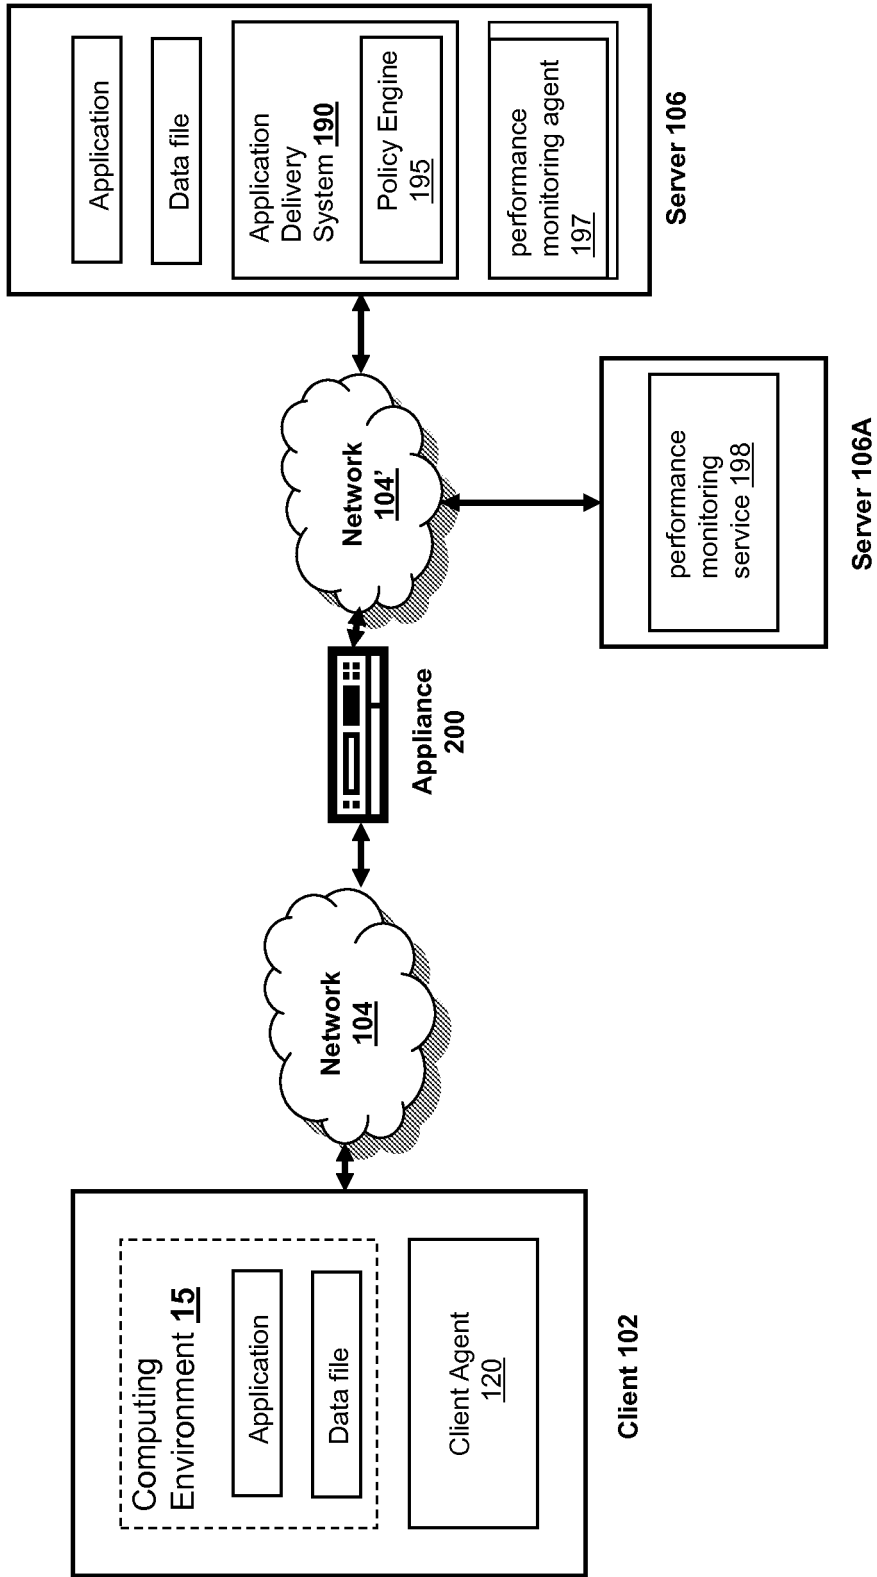 Computing
Environment 15
Application
Data file
Client Agent
120
Client 102
Network
104
Appliance
200
Network
104’
Application
Data file
Application
Delivery
System 190
Policy Engine
195
performance
monitoring agent
197
Server 106
performance
monitoring
service 198
Server 106A